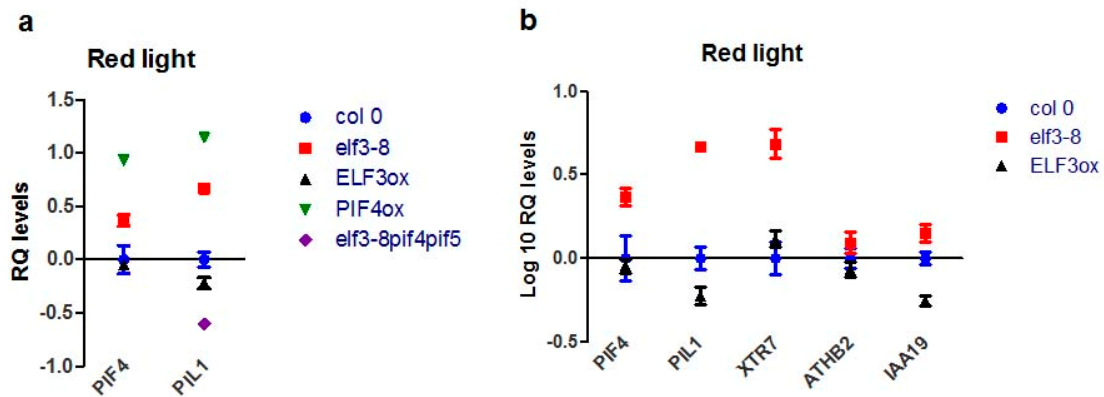 a
Red light
RQ levels
1.5
1.0
0.5
0.0
-0.5
-1.0
PIF4
PIL1
col 0
elf3-8
ELF3ox
PIF4ox
elf3-8pif4pif5
b
Red light
Log 10 RQ levels
1.0
0.5
0.0
-0.5
PIF4
PIL1
XTR7
ATHB2
IAA19
col 0
elf3-8
ELF3ox